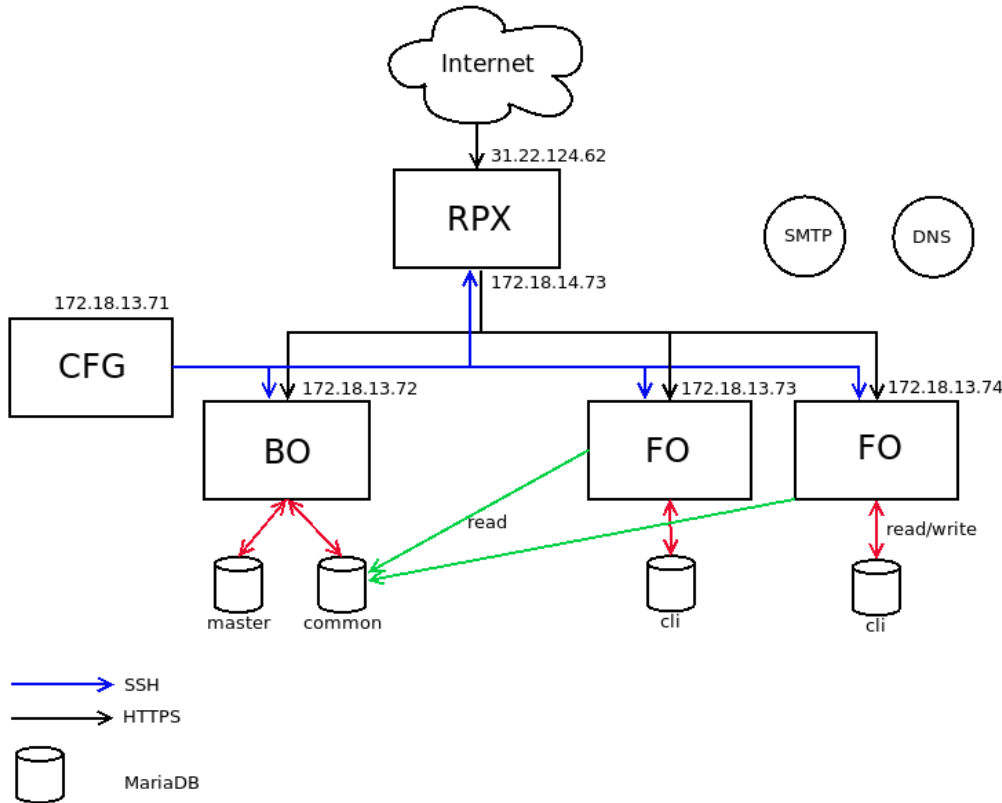 Internet
31.22.124.62
RPX
SMTP
DNS
172.18.14.73
172.18.13.71
CFG
172.18.13.72
172.18.13.73
172.18.13.74
BO
FO
FO
read
read/write
master
common
cli
cli
SSH
HTTPS
MariaDB